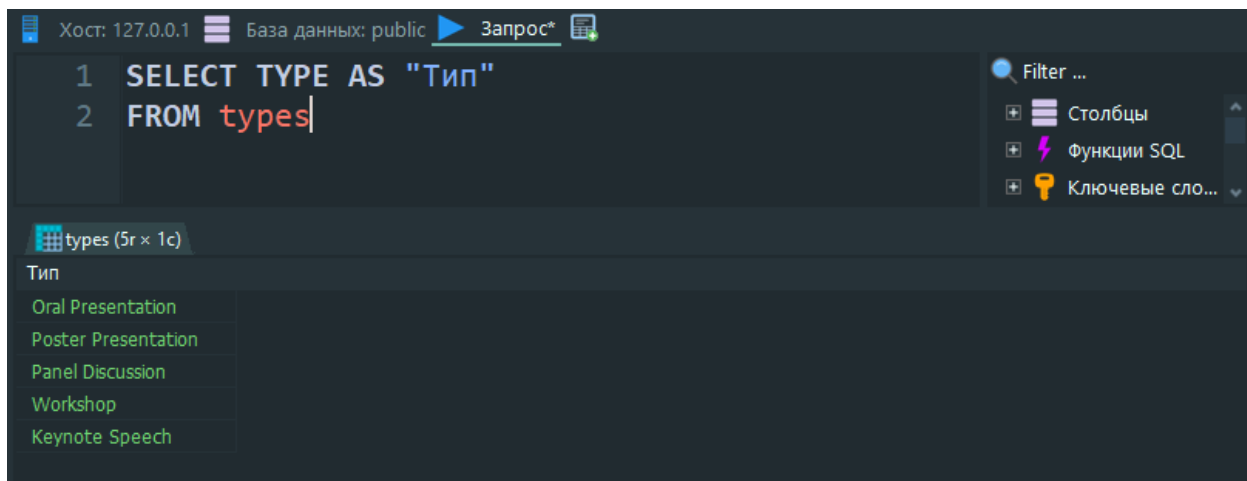 Хост: 127.0.0.1 База данных: public Запрос*
1 SELECT TYPE AS "Тип"
2 FROM types
Filter ...
Столбцы
Функции SQL
Ключевые сло...
types (5r × 1c)
Тип
Oral Presentation
Poster Presentation
Panel Discussion
Workshop
Keynote Speech